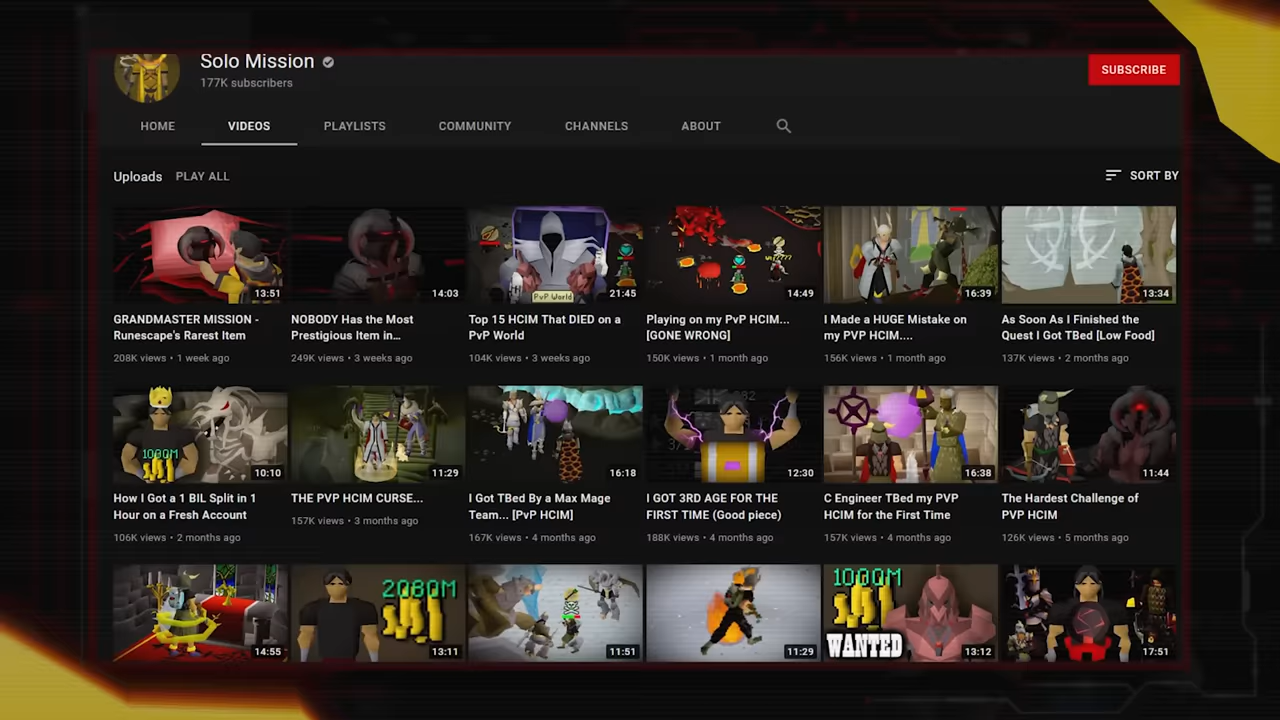 Solo Mission
177K subscribers
SUBSCRIBE
HOME VIDEOS PLAYLISTS COMMUNITY CHANNELS ABOUT
Uploads PLAY ALL SORT BY
PvP World
13:51 14:03 21:45 14:49 16:39 13:34
GRANDMASTER MISSION -
Runescape's Rarest Item
208K views • 1 week ago
NOBODY Has the Most
Prestigious Item in...
249K views • 3 weeks ago
Top 15 HCIM That DIED on a
PvP World
104K views • 3 weeks ago
Playing on my PvP HCIM...
[GONE WRONG]
150K views • 1 month ago
I Made a HUGE Mistake on
my PVP HCIM....
156K views • 1 month ago
As Soon As I Finished the
Quest I Got TBed [Low Food]
137K views • 2 months ago
1000M
10:10 11:29 16:18 12:30 16:38 11:44
How I Got a 1 BIL Split in 1
Hour on a Fresh Account
106K views • 2 months ago
THE PVP HCIM CURSE...
157K views • 3 months ago
I Got TBed By a Max Mage
Team... [PvP HCIM]
167K views • 4 months ago
I GOT 3RD AGE FOR THE
FIRST TIME (Good piece)
188K views • 4 months ago
C Engineer TBed my PVP
HCIM for the First Time
157K views • 4 months ago
The Hardest Challenge of
PVP HCIM
126K views • 5 months ago
2080M
1000M
WANTED
14:55 13:11 11:51 11:29 13:12 17:51